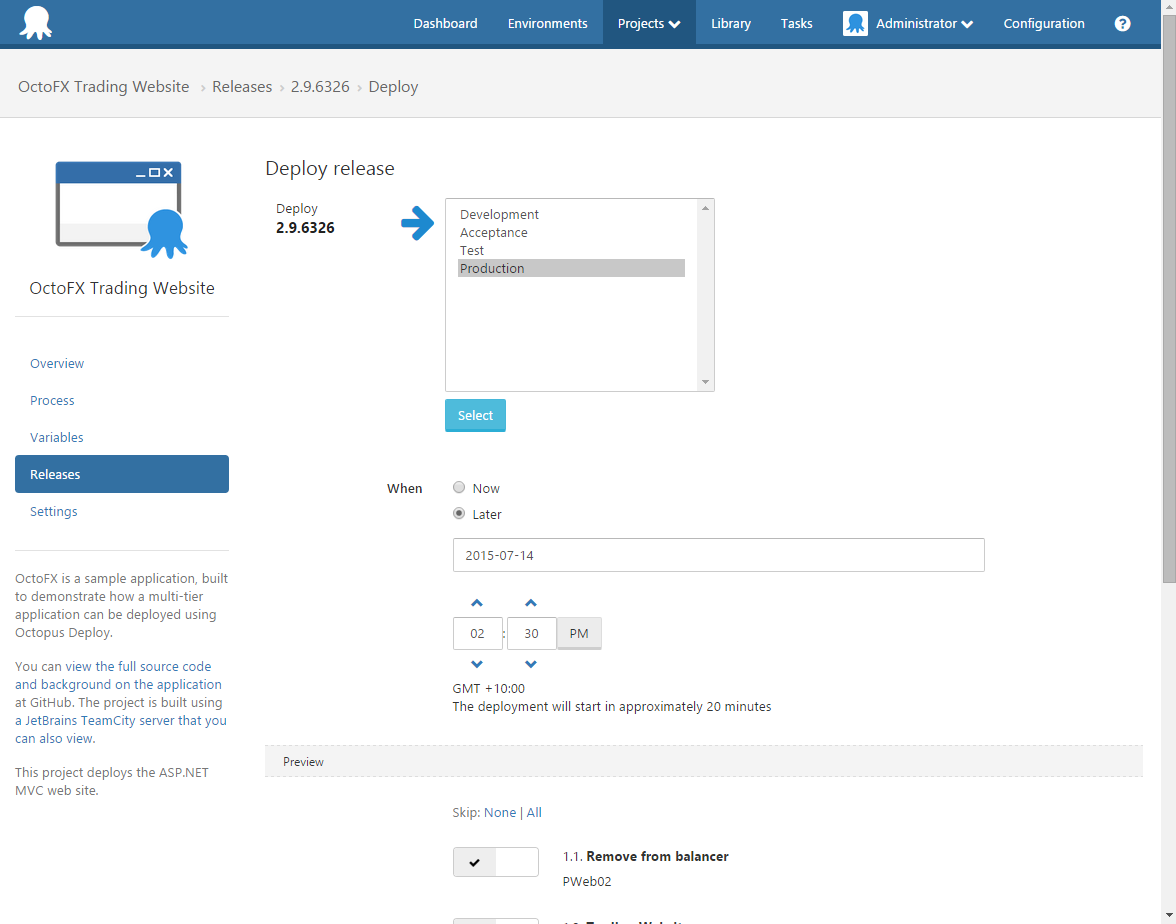 Dashboard Environments Projects Library Tasks Administrator Configuration ?
OctoFX Trading Website › Releases › 2.9.6326 › Deploy
OctoFX Trading Website
Overview
Process
Variables
Releases
Settings
OctoFX is a sample application, built
to demonstrate how a multi-tier
application can be deployed using
Octopus Deploy.
You can view the full source code
and background on the application
at GitHub. The project is built using
a JetBrains TeamCity server that you
can also view.
This project deploys the ASP.NET
MVC web site.
Deploy release
Deploy
2.9.6326
Development
Acceptance
Test
Production
Select
When
Now
Later
2015-07-14
02 : 30 PM
GMT +10:00
The deployment will start in approximately 20 minutes
Preview
Skip: None | All
1.1. Remove from balancer
PWeb02